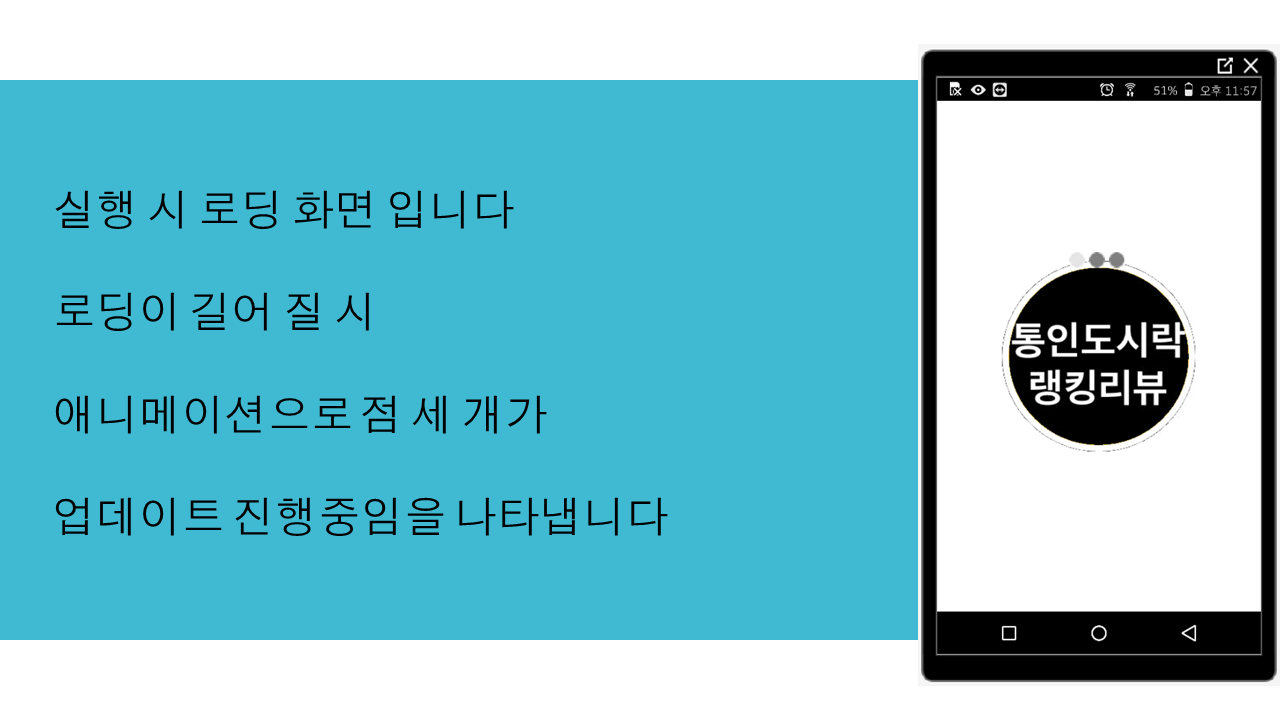 실행 시 로딩 화면 입니다
로딩이 길어 질 시
애니메이션으로 점 세 개가
업데이트 진행중임을 나타냅니다
51% 오후 11:57
통인도시락
랭킹리뷰